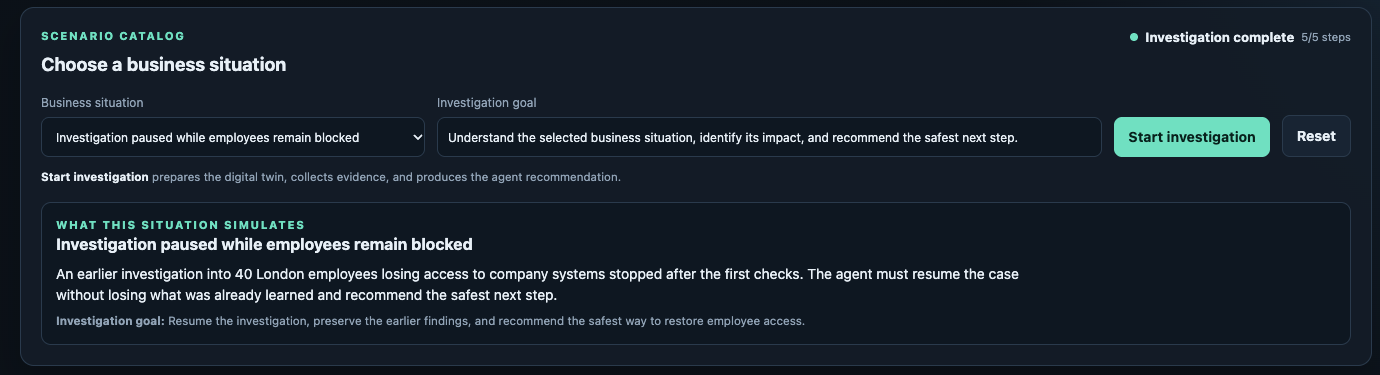 SCENARIO CATALOG
Investigation complete 5/5 steps
Choose a business situation
Business situation
Investigation goal
Investigation paused while employees remain blocked
Understand the selected business situation, identify its impact, and recommend the safest next step.
Start investigation
Reset
Start investigation prepares the digital twin, collects evidence, and produces the agent recommendation.
WHAT THIS SITUATION SIMULATES
Investigation paused while employees remain blocked
An earlier investigation into 40 London employees losing access to company systems stopped after the first checks. The agent must resume the case
without losing what was already learned and recommend the safest next step.
Investigation goal: Resume the investigation, preserve the earlier findings, and recommend the safest way to restore employee access.